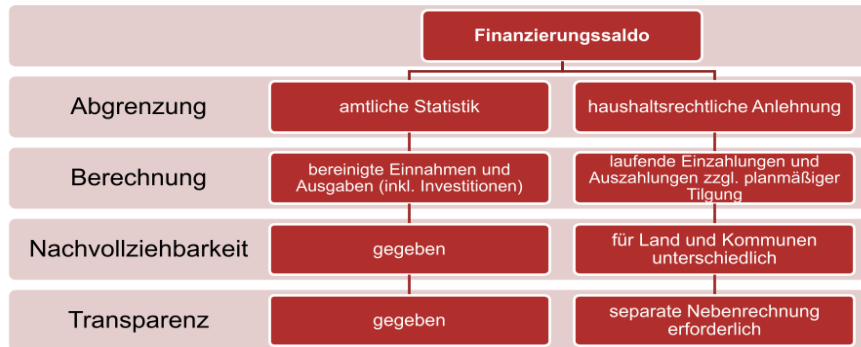 Finanzierungssaldo
Abgrenzung
amtliche Statistik
haushaltsrechtliche Anlehnung
Berechnung
bereinigte Einnahmen und
Ausgaben (inkl. Investitionen)
laufende Einzahlungen und
Auszahlungen zzgl. planmäßiger
Tilgung
Nachvollziehbarkeit
gegeben
für Land und Kommunen
unterschiedlich
Transparenz
gegeben
separate Nebenrechnung
erforderlich